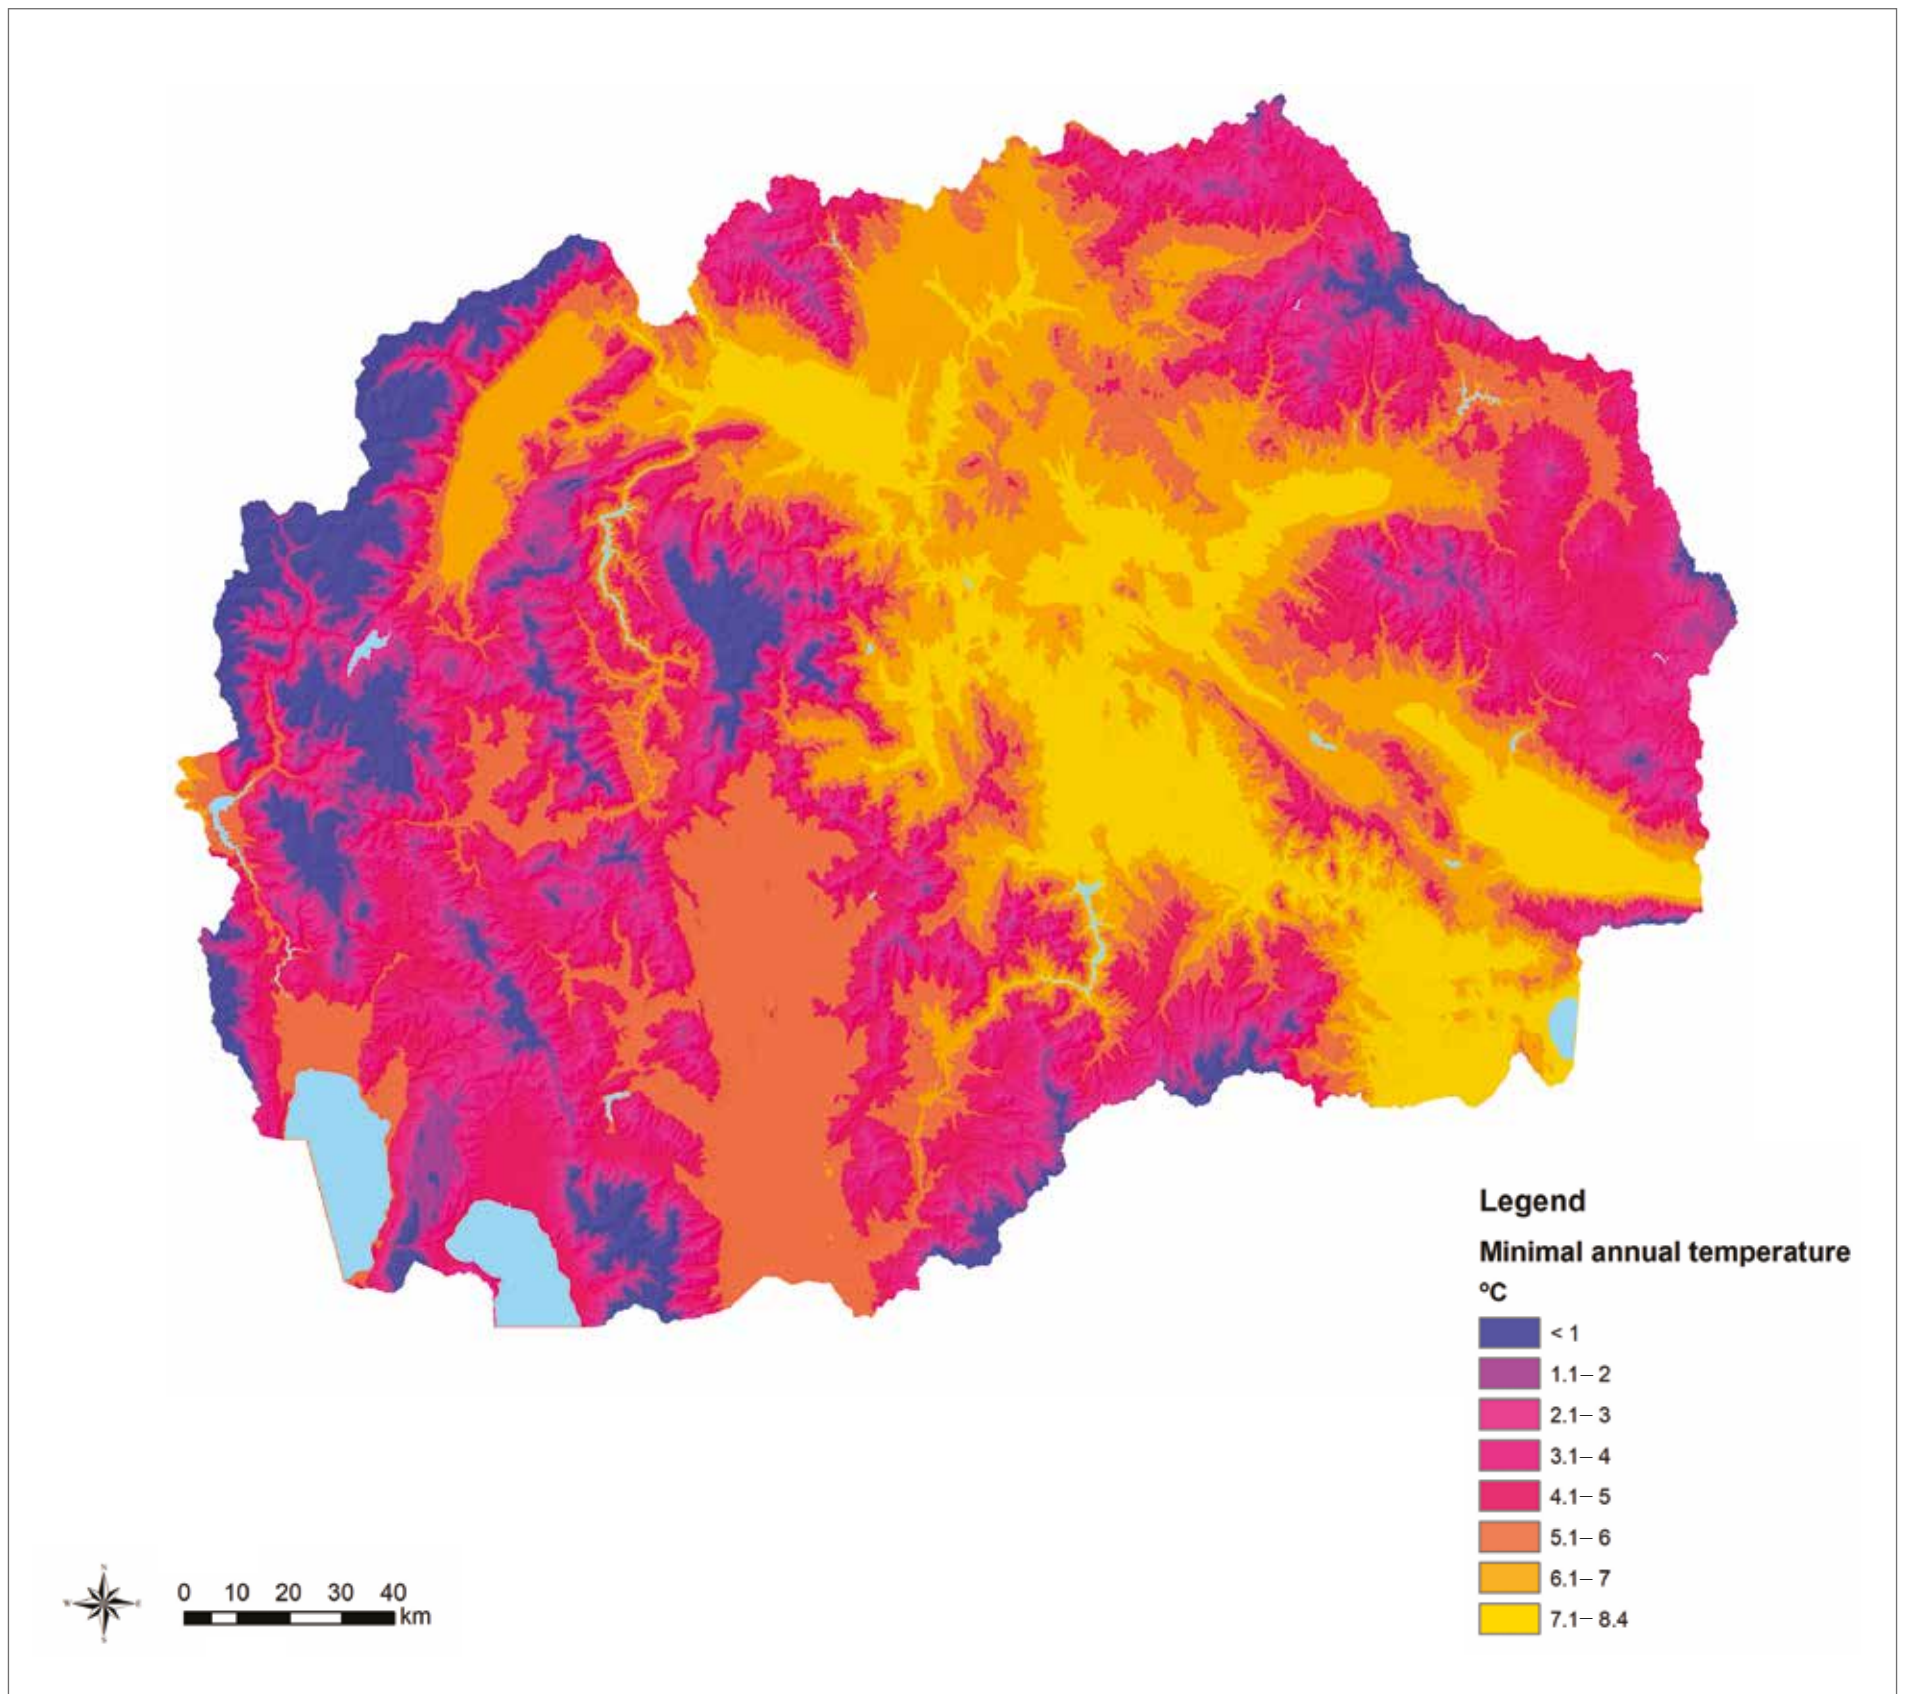 Legend
Minimal annual temperature
ºC
< 1
1.1– 2
2.1– 3
3.1– 4
4.1– 5
5.1– 6
6.1– 7
7.1– 8.4
N
W E
S
0 10 20 30 40
km